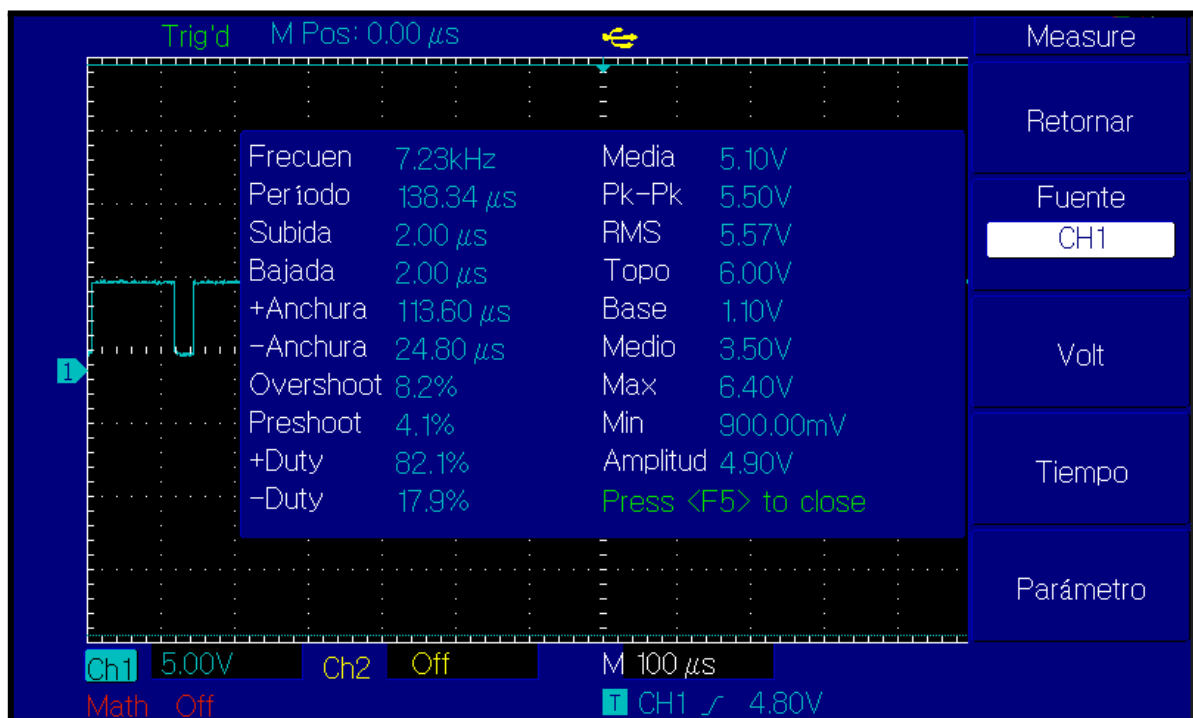 Trig'd M Pos: 0.00 μs Measure
Retornar
Frecuen 7.23kHz Media 5.10V
Período 138.34 μs Pk-Pk 5.50V
Fuente
Subida 2.00 μs RMS 5.57V
CH1
Bajada 2.00 μs Topo 6.00V
+Anchura 113.60 μs Base 1.10V
-Anchura 24.80 μs Medio 3.50V
Volt
1
Overshoot 8.2% Max 6.40V
Preshoot 4.1% Min 900.00mV
+Duty 82.1% Amplitud 4.90V
Tiempo
-Duty 17.9% Press <F5> to close
Parámetro
Ch1 5.00V Ch2 Off M 100 μs
Math Off T CH1 4.80V